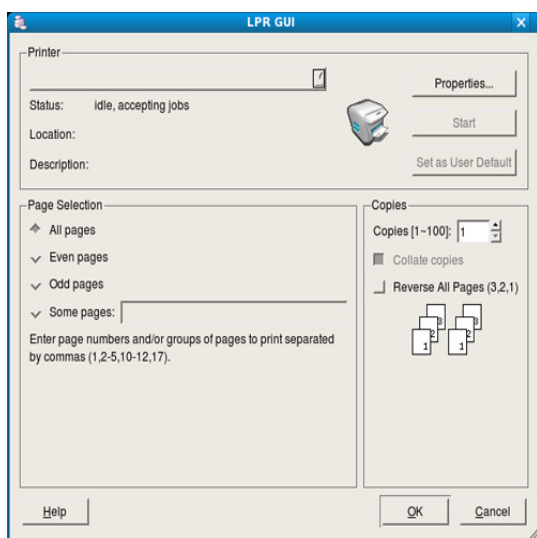 LPR GUI
Printer
Properties...
Status: idle, accepting jobs
Start
Location:
Description:
Set as User Default
Page Selection
All pages
Even pages
Odd pages
Some pages:
Enter page numbers and/or groups of pages to print separated
by commas (1,2-5,10-12,17).
Copies
Copies [1~100]: 1
Collate copies
Reverse All Pages (3,2,1)
3 3
2 2
1 1
Help
OK
Cancel